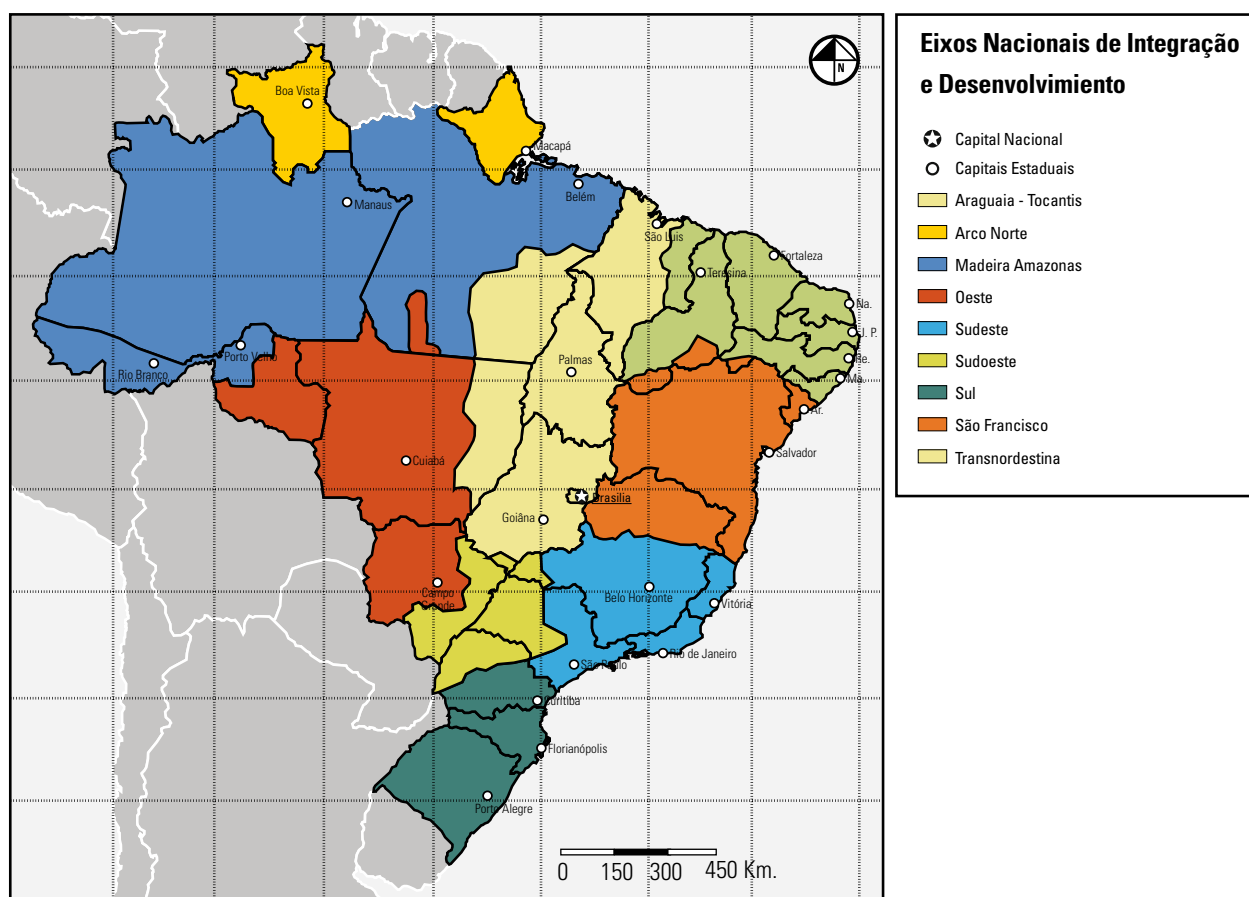 Eixos Nacionais de Integração
e Desenvolvimiento
Capital Nacional
Capitais Estaduais
Araguaia - Tocantis
Arco Norte
Madeira Amazonas
Oeste
Sudeste
Sudoeste
Sul
São Francisco
Transnordestina
N
Boa Vista
Macapá
Belém
Manaus
São Luis
Fortaleza
Teresina
Na.
J. P.
Re.
Ma.
Ar.
Porto Velho
Rio Branco
Palmas
Salvador
Cuiabá
Brasilia
Goiâna
Campo
Grande
Belo Horizonte
Vitória
São Paulo
Rio de Janeiro
Curitiba
Florianópolis
Porto Alegre
0 150 300 450 Km.